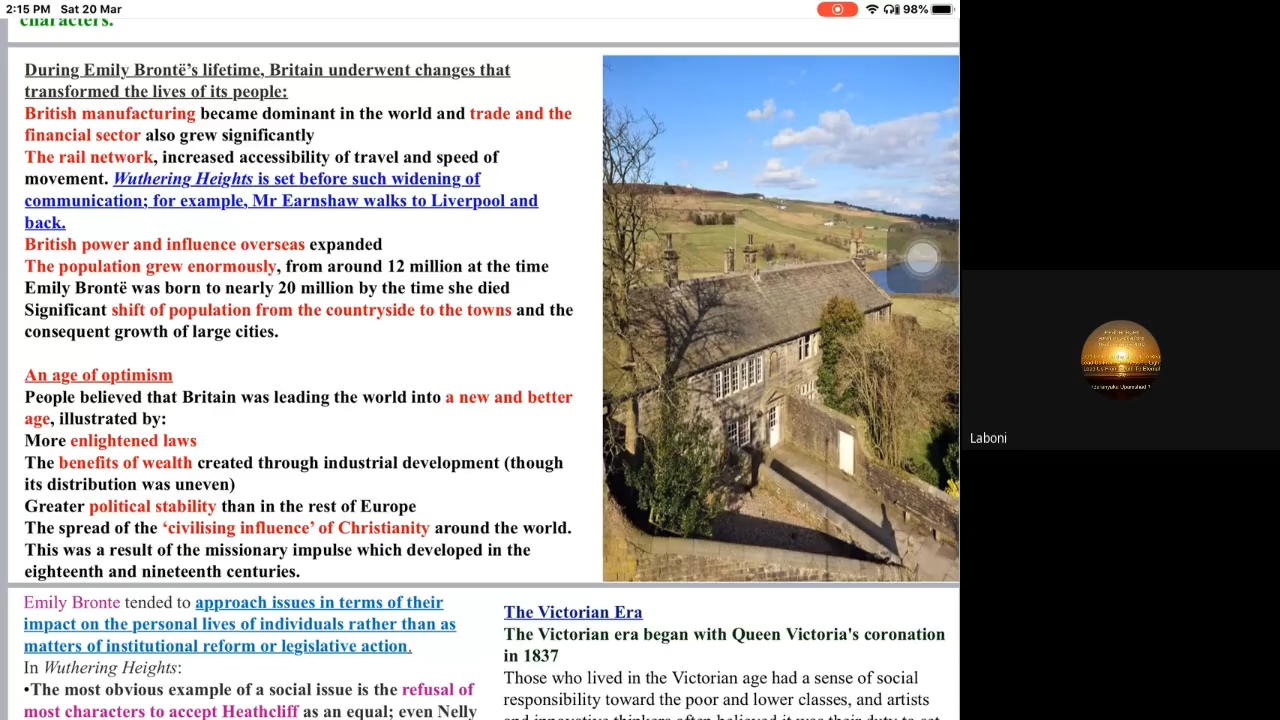 2:15 PM Sat 20 Mar
98%
characters.
During Emily Brontë's lifetime, Britain underwent changes that
transformed the lives of its people:
British manufacturing became dominant in the world and trade and the
financial sector also grew significantly
The rail network, increased accessibility of travel and speed of
movement. Wuthering Heights is set before such widening of
communication; for example, Mr Earnshaw walks to Liverpool and
back.
British power and influence overseas expanded
The population grew enormously, from around 12 million at the time
Emily Brontë was born to nearly 20 million by the time she died
Significant shift of population from the countryside to the towns and the
consequent growth of large cities.
An age of optimism
People believed that Britain was leading the world into a new and better
age, illustrated by:
More enlightened laws
The benefits of wealth created through industrial development (though
its distribution was uneven)
Greater political stability than in the rest of Europe
The spread of the 'civilising influence' of Christianity around the world.
This was a result of the missionary impulse which developed in the
eighteenth and nineteenth centuries.
Emily Bronte tended to approach issues in terms of their
impact on the personal lives of individuals rather than as
matters of institutional reform or legislative action.
In Wuthering Heights:
•The most obvious example of a social issue is the refusal of
most characters to accept Heathcliff as an equal; even Nelly
The Victorian Era
The Victorian era began with Queen Victoria's coronation
in 1837
Those who lived in the Victorian age had a sense of social
responsibility toward the poor and lower classes, and artists
and innovative thinkers often believed it was their duty to set
Laboni